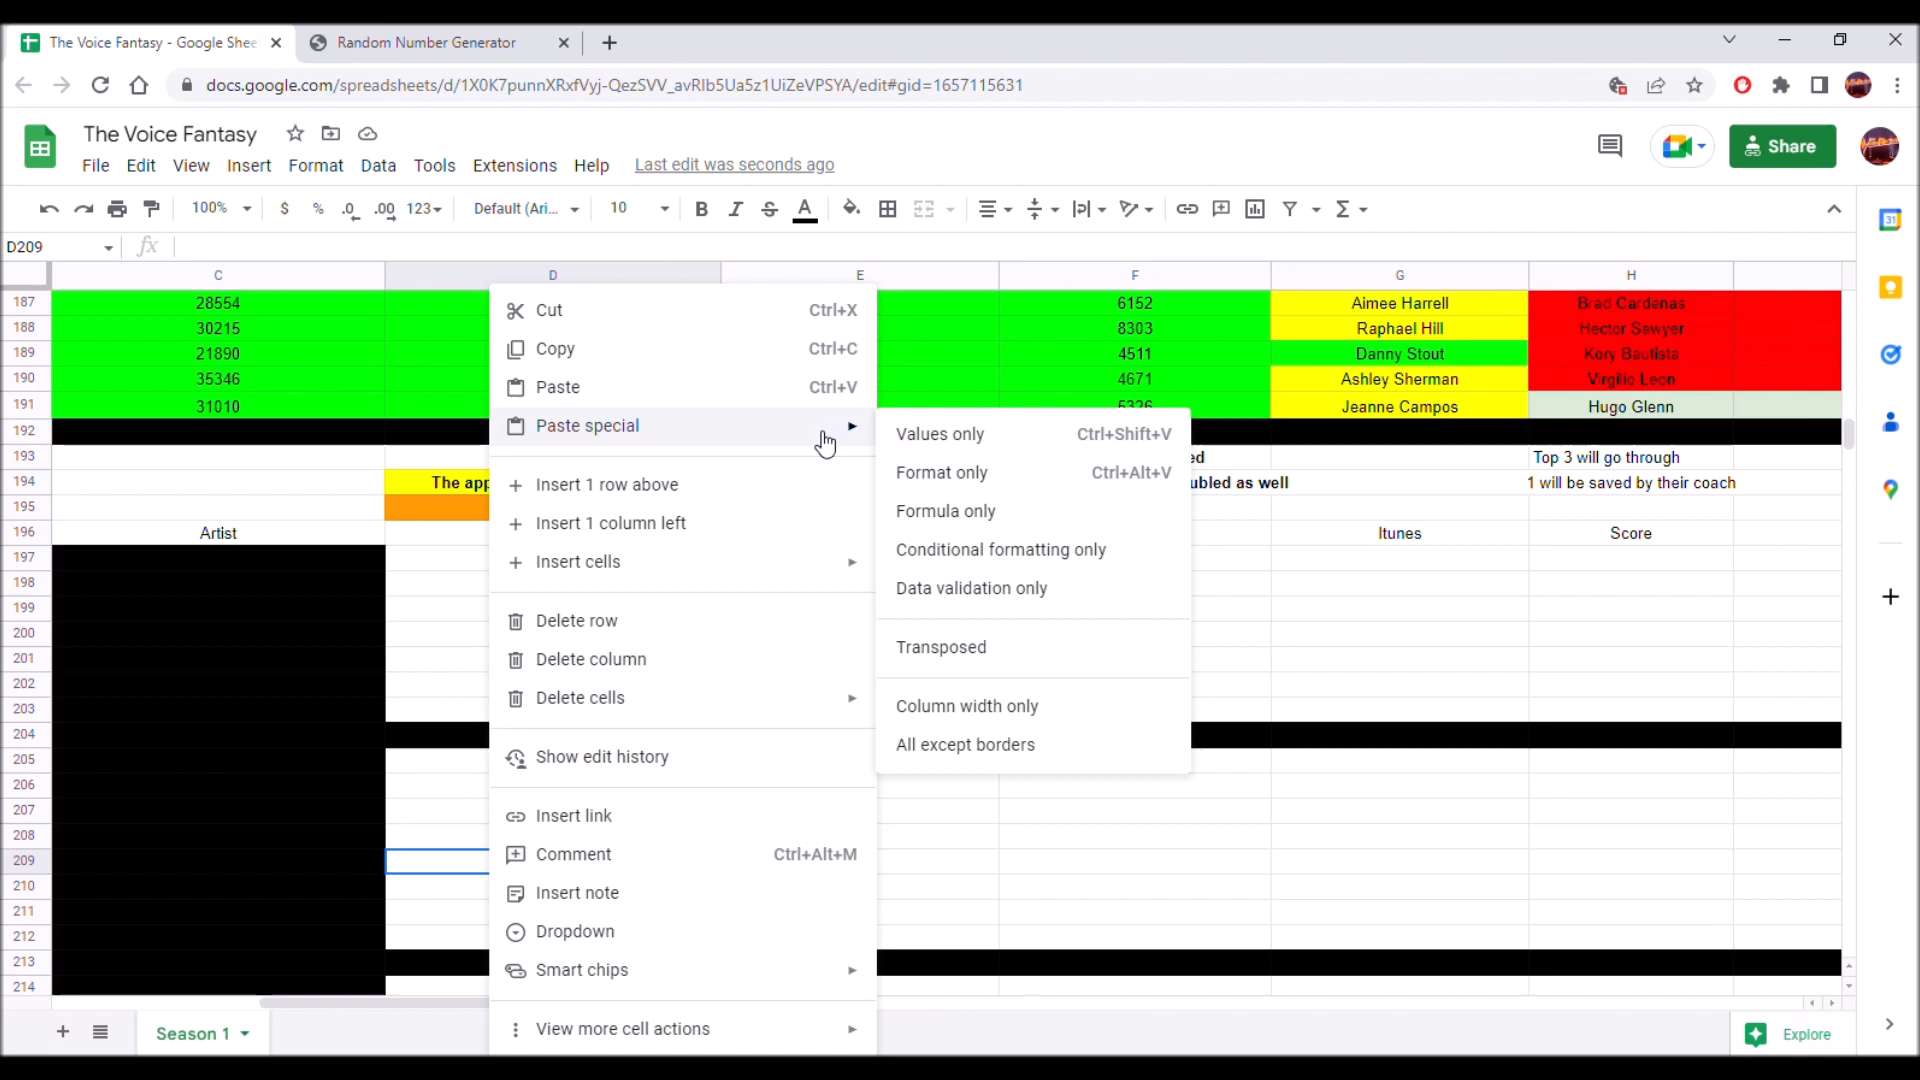 The Voice Fantasy - Google Shee
Random Number Generator
docs.google.com/spreadsheets/d/1X0K7punnXRxfVyj-QezSVV_avRIb5Ua5z1UiZeVPSYA/edit#gid=1657115631
The Voice Fantasy
File Edit View Insert Format Data Tools Extensions Help Last edit was seconds ago
Share
100% $ % .0 .00 123 Default (Ari... 10 B I S A Σ
D209 fx
C D E F G H
187 28554 6152 Aimee Harrell Brad Cardenas
188 30215 8303 Raphael Hill Hector Sawyer
189 21890 4511 Danny Stout Kory Bautista
190 35346 4671 Ashley Sherman Virgilio Leon
191 31010 5326 Jeanne Campos Hugo Glenn
192
193 ed Top 3 will go through
194 The app ubled as well 1 will be saved by their coach
195
196 Artist Itunes Score
197
198
199
200
201
202
203
204
205
206
207
208
209
210
211
212
213
214
Cut Ctrl+X
Copy Ctrl+C
Paste Ctrl+V
Paste special
Insert 1 row above
Insert 1 column left
Insert cells
Delete row
Delete column
Delete cells
Show edit history
Insert link
Comment Ctrl+Alt+M
Insert note
Dropdown
Smart chips
View more cell actions
Values only Ctrl+Shift+V
Format only Ctrl+Alt+V
Formula only
Conditional formatting only
Data validation only
Transposed
Column width only
All except borders
31
Season 1
Explore